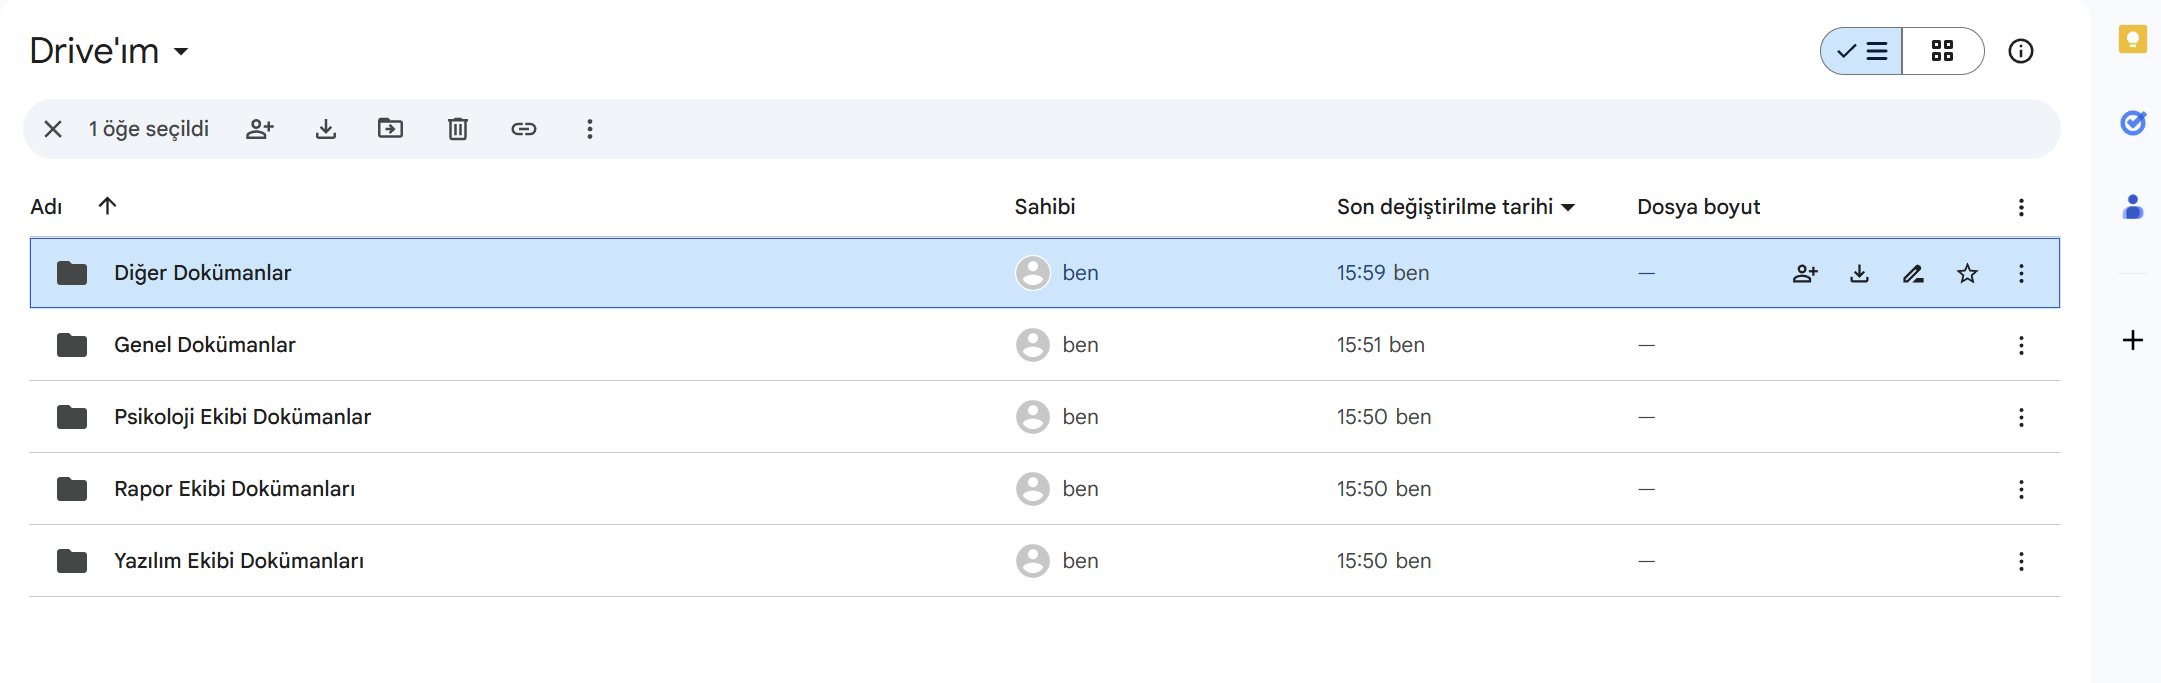 Drive'ım
1 öğe seçildi
Adı Sahibi Son değiştirilme tarihi Dosya boyut
Diğer Dokümanlar ben 15:59 ben —
Genel Dokümanlar ben 15:51 ben —
Psikoloji Ekibi Dokümanlar ben 15:50 ben —
Rapor Ekibi Dokümanları ben 15:50 ben —
Yazılım Ekibi Dokümanları ben 15:50 ben —